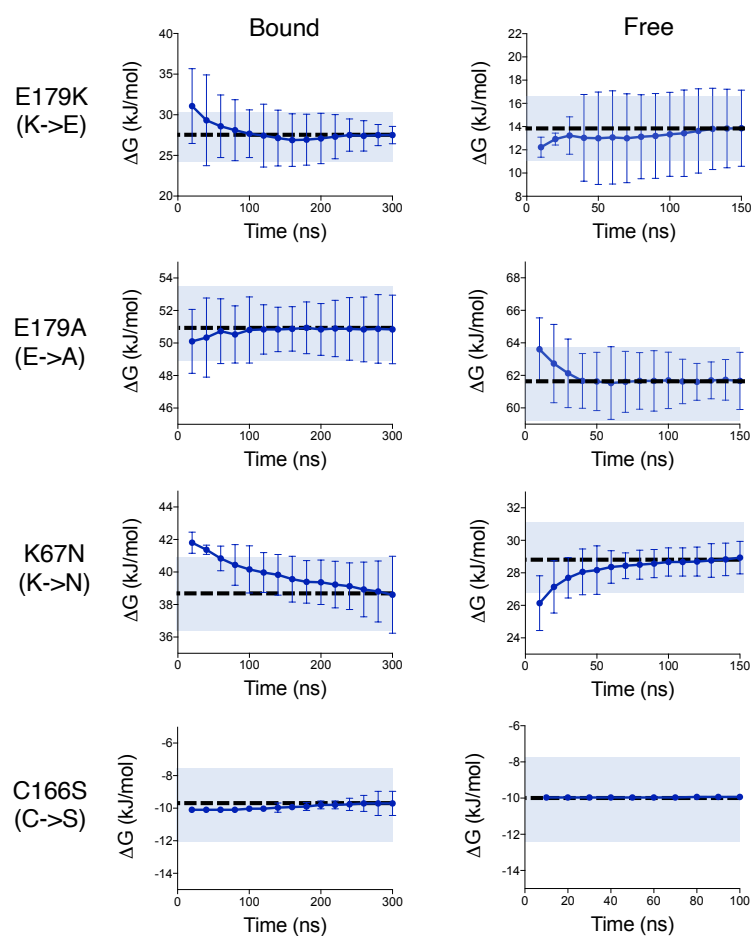 Bound
Free
E179K
(K->E)
ΔG (kJ/mol)
35
30
25
20
0
100
200
300
Time (ns)
ΔG (kJ/mol)
22
20
18
16
14
12
10
8
0
50
100
150
Time (ns)
E179A
(E->A)
ΔG (kJ/mol)
54
52
50
48
46
0
100
200
300
Time (ns)
ΔG (kJ/mol)
68
66
64
62
60
0
50
100
150
Time (ns)
K67N
(K->N)
ΔG (kJ/mol)
44
42
40
38
36
0
100
200
300
Time (ns)
ΔG (kJ/mol)
32
30
28
26
24
0
50
100
150
Time (ns)
C166S
(C->S)
ΔG (kJ/mol)
-6
-8
-10
-12
-14
0
100
200
300
Time (ns)
ΔG (kJ/mol)
-6
-8
-10
-12
-14
0
20
40
60
80
100
Time (ns)